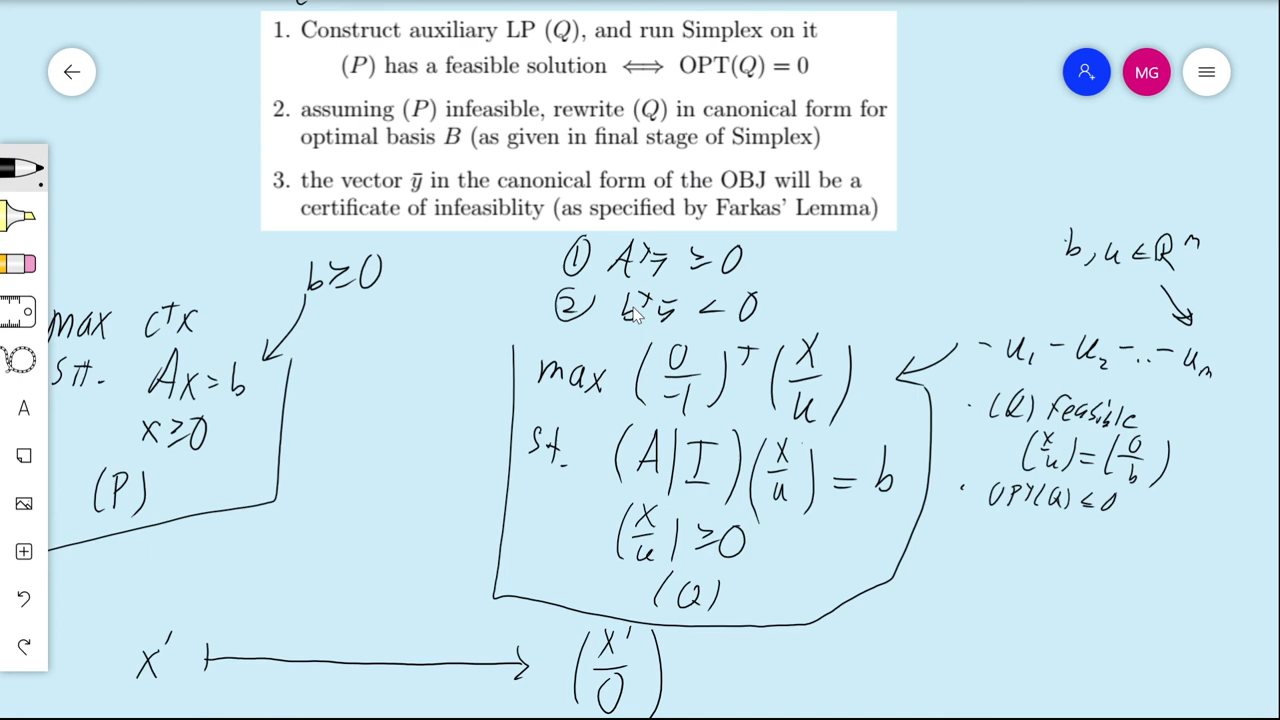 1. Construct auxiliary LP (Q), and run Simplex on it
(P) has a feasible solution ⟺ OPT(Q) = 0
2. assuming (P) infeasible, rewrite (Q) in canonical form for
optimal basis B (as given in final stage of Simplex)
3. the vector ȳ in the canonical form of the OBJ will be a
certificate of infeasiblity (as specified by Farkas' Lemma)
MG
A
b ≥ 0
max cᵀx
st. Ax = b
x ≥ 0
(P)
① Aᵀȳ ≥ 0
② bᵀȳ < 0
max (0/-1)ᵀ (x/u)
st. (A|I)(x/u) = b
(x/u) ≥ 0
(Q)
b, u ∈ ℝᵐ
-u₁ -u₂ -..- uₘ
· (Q) feasible
(x/u) = (0/b)
· OPT(Q) ≤ 0
x' ↦ (x'/0)